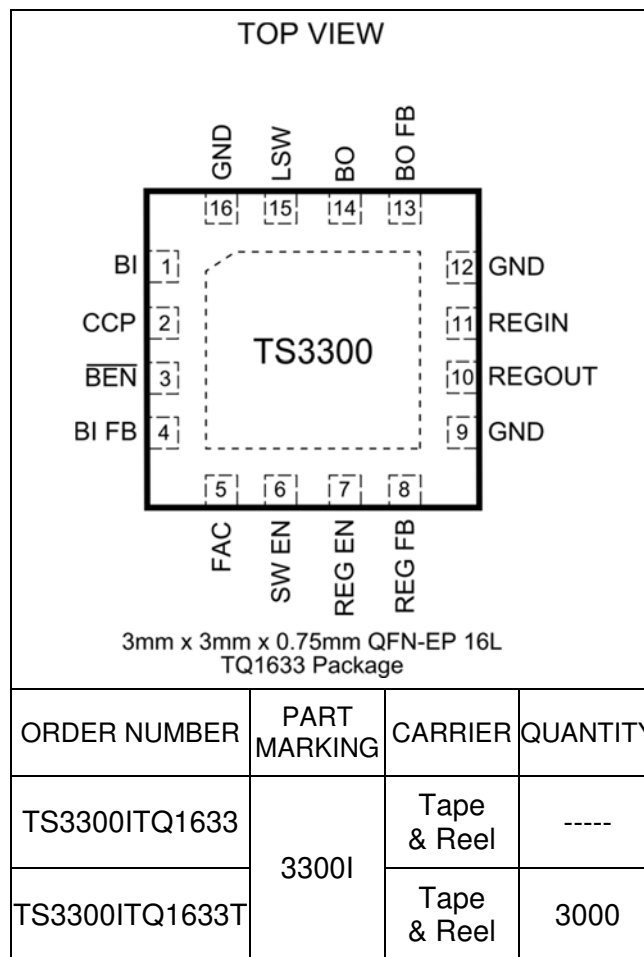 TOP VIEW
GND
LSW
BO
BO FB
16
15
14
13
BI 1
12 GND
CCP 2
11 REGIN
TS3300
BEN 3
10 REGOUT
BI FB 4
9 GND
5
6
7
8
FAC
SW EN
REG EN
REG FB
3mm x 3mm x 0.75mm QFN-EP 16L
TQ1633 Package
ORDER NUMBER
PART
MARKING
CARRIER
QUANTITY
TS3300ITQ1633
3300I
Tape
& Reel
-----
TS3300ITQ1633T
Tape
& Reel
3000